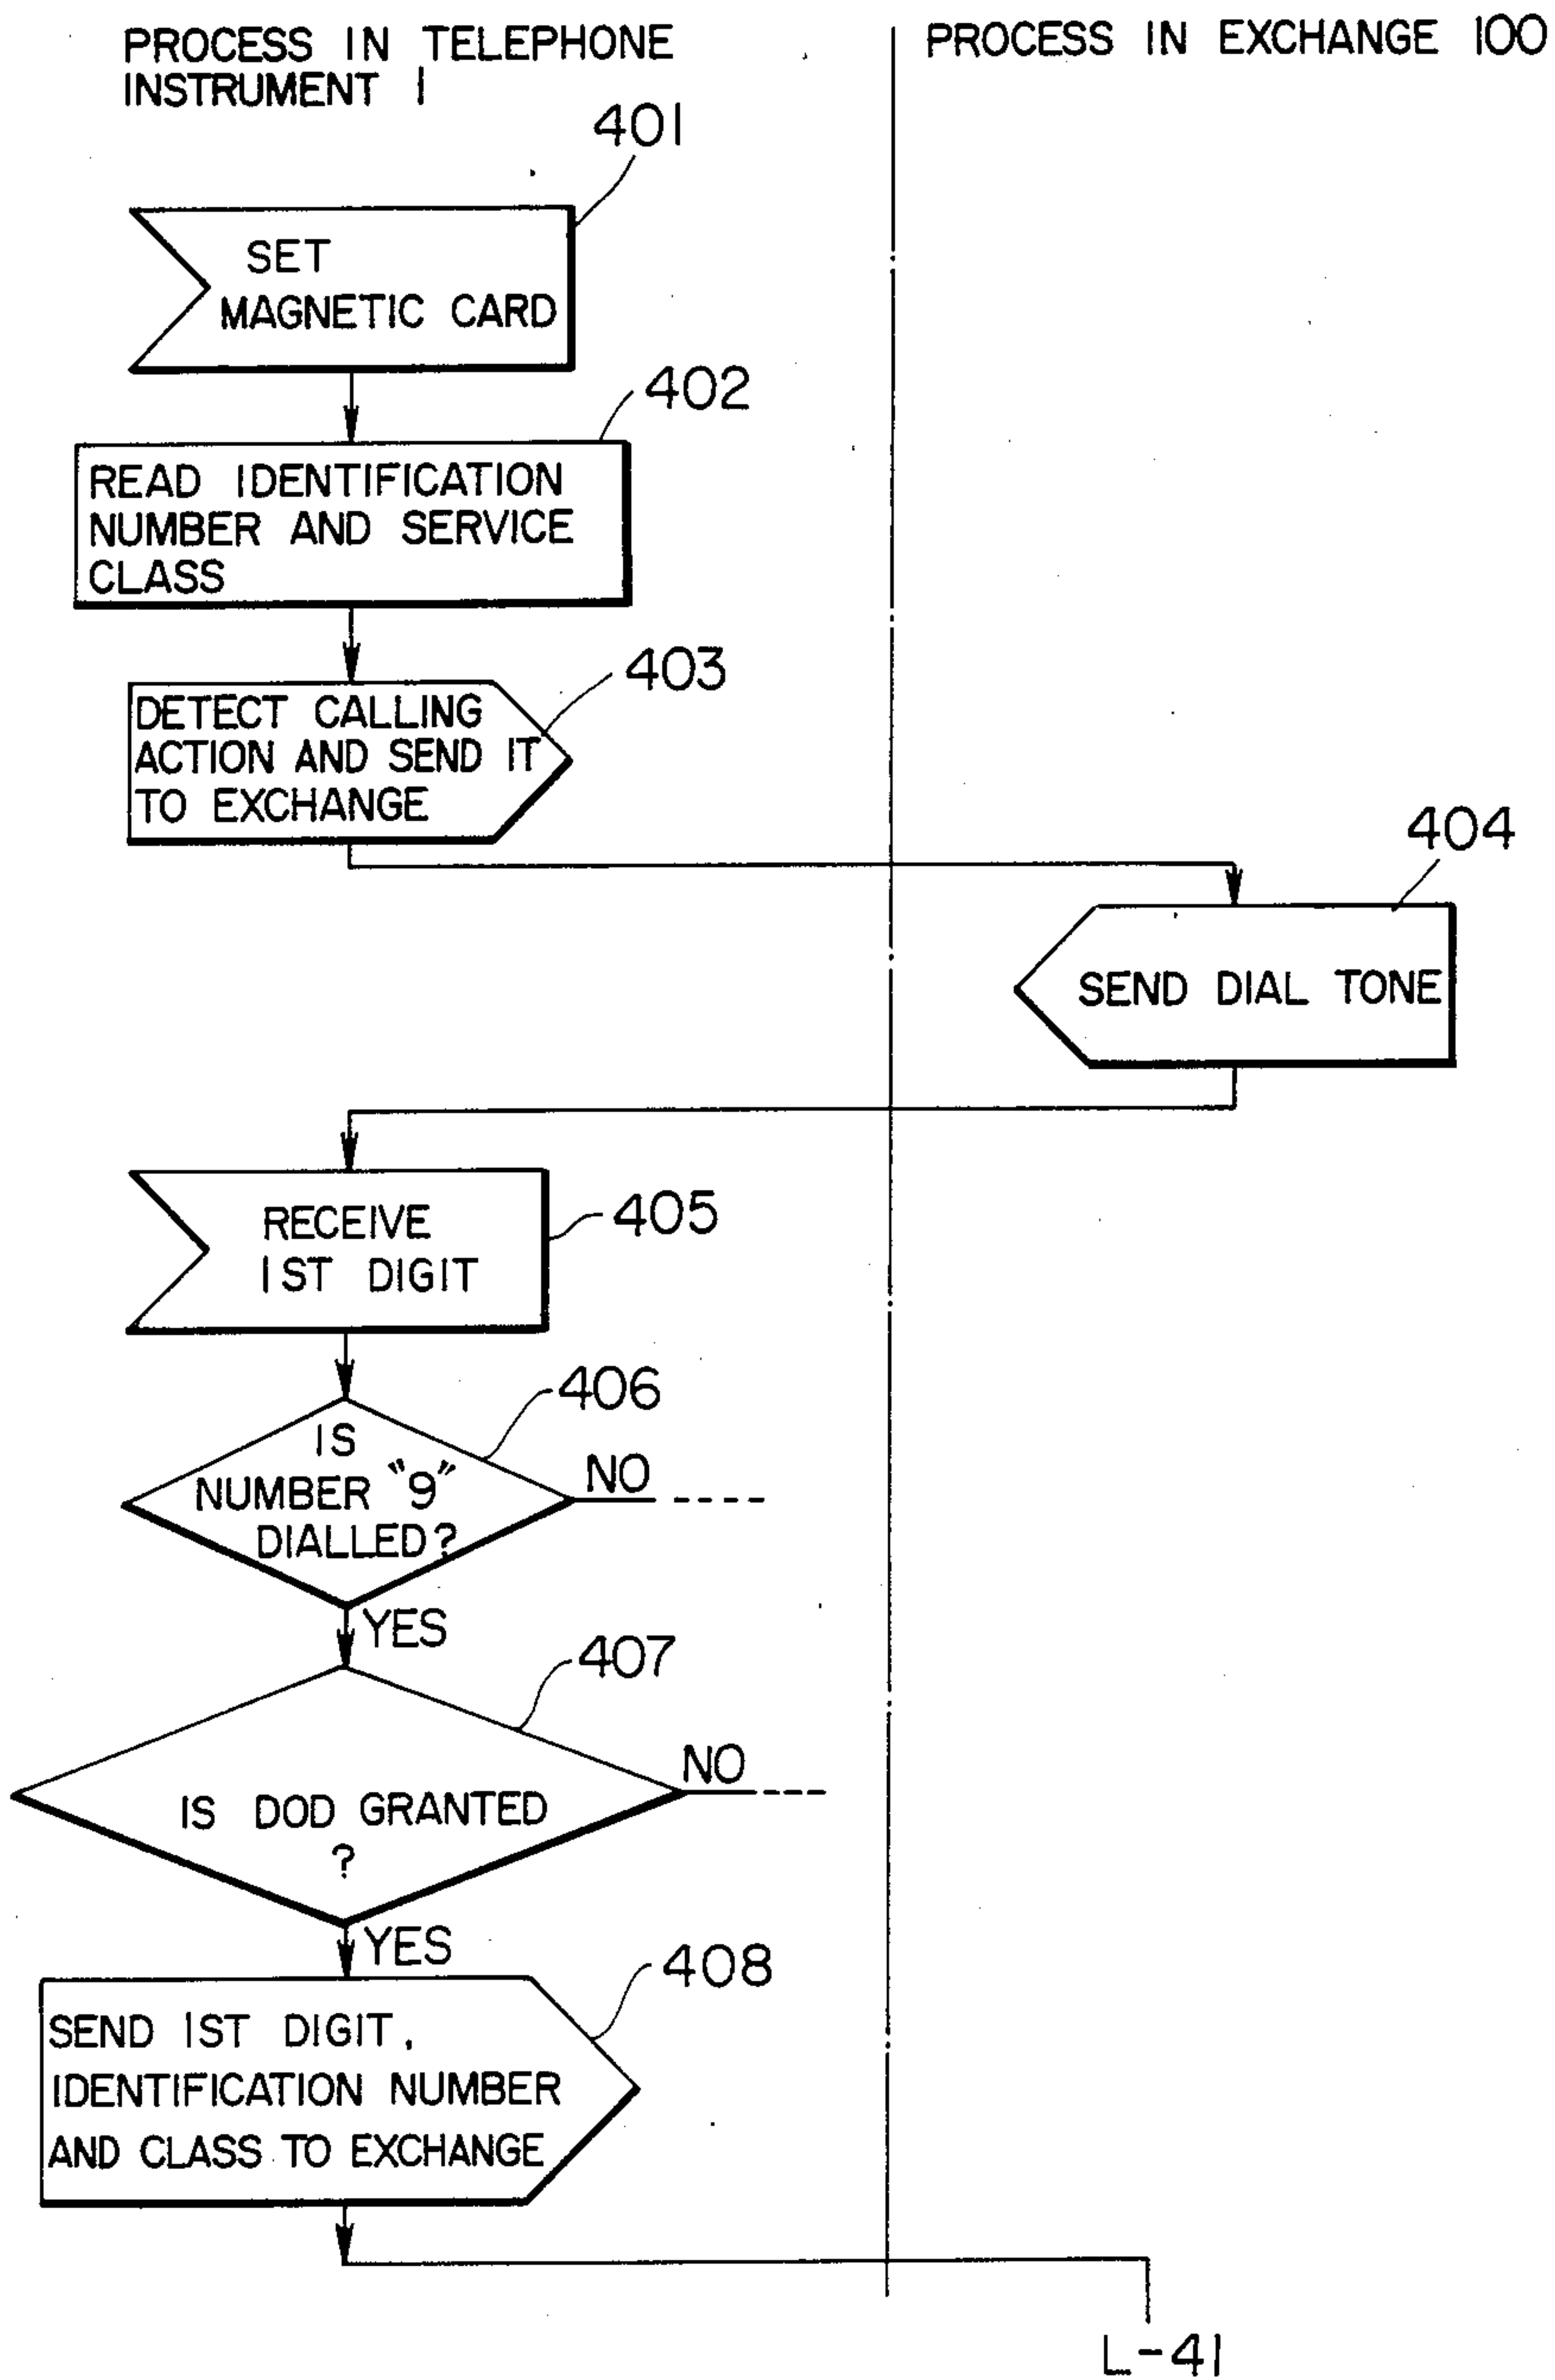 PROCESS IN TELEPHONE
INSTRUMENT 1
PROCESS IN EXCHANGE 100
401
SET
MAGNETIC CARD
402
READ IDENTIFICATION
NUMBER AND SERVICE
CLASS
403
DETECT CALLING
ACTION AND SEND IT
TO EXCHANGE
404
SEND DIAL TONE
405
RECEIVE
1ST DIGIT
406
IS
NUMBER "9"
DIALLED?
NO
YES
407
IS DOD GRANTED
?
NO
YES
408
SEND 1ST DIGIT,
IDENTIFICATION NUMBER
AND CLASS TO EXCHANGE
L-41